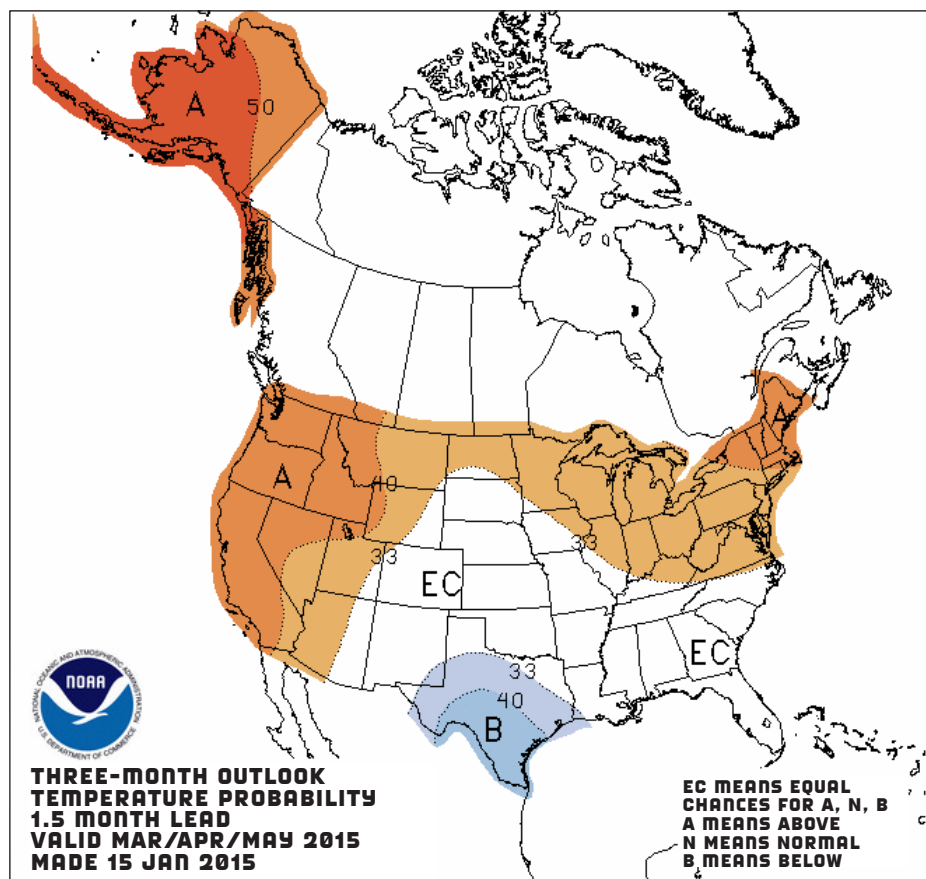 A
50
A
A
40
33
33
EC
EC
33
40
B
NATIONAL OCEANIC AND ATMOSPHERIC ADMINISTRATION
NOAA
U.S. DEPARTMENT OF COMMERCE
THREE-MONTH OUTLOOK
TEMPERATURE PROBABILITY
1.5 MONTH LEAD
VALID MAR/APR/MAY 2015
MADE 15 JAN 2015
EC MEANS EQUAL
CHANCES FOR A, N, B
A MEANS ABOVE
N MEANS NORMAL
B MEANS BELOW
C